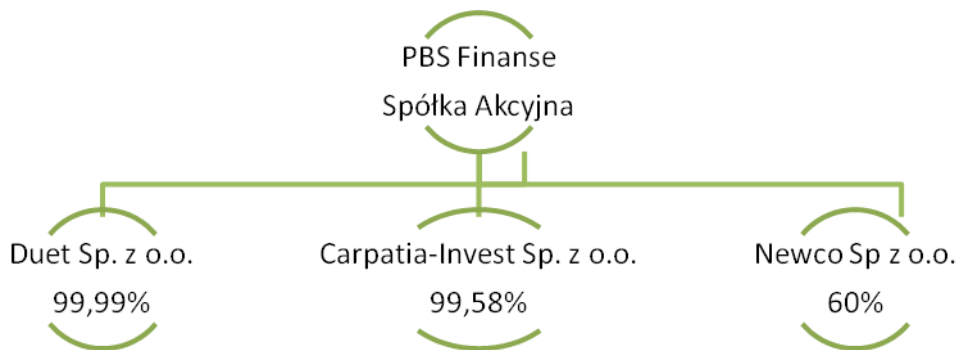 PBS Finanse
Spółka Akcyjna
Duet Sp. z o.o.
99,99%
Carpatia-Invest Sp. z o.o.
99,58%
Newco Sp z o.o.
60%